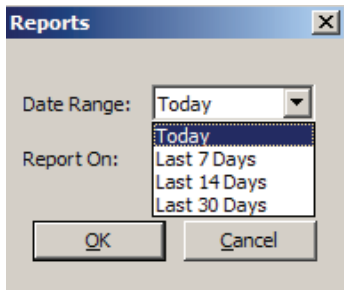 Reports
Date Range: Today
Today
Report On: Last 7 Days
Last 14 Days
Last 30 Days
OK Cancel